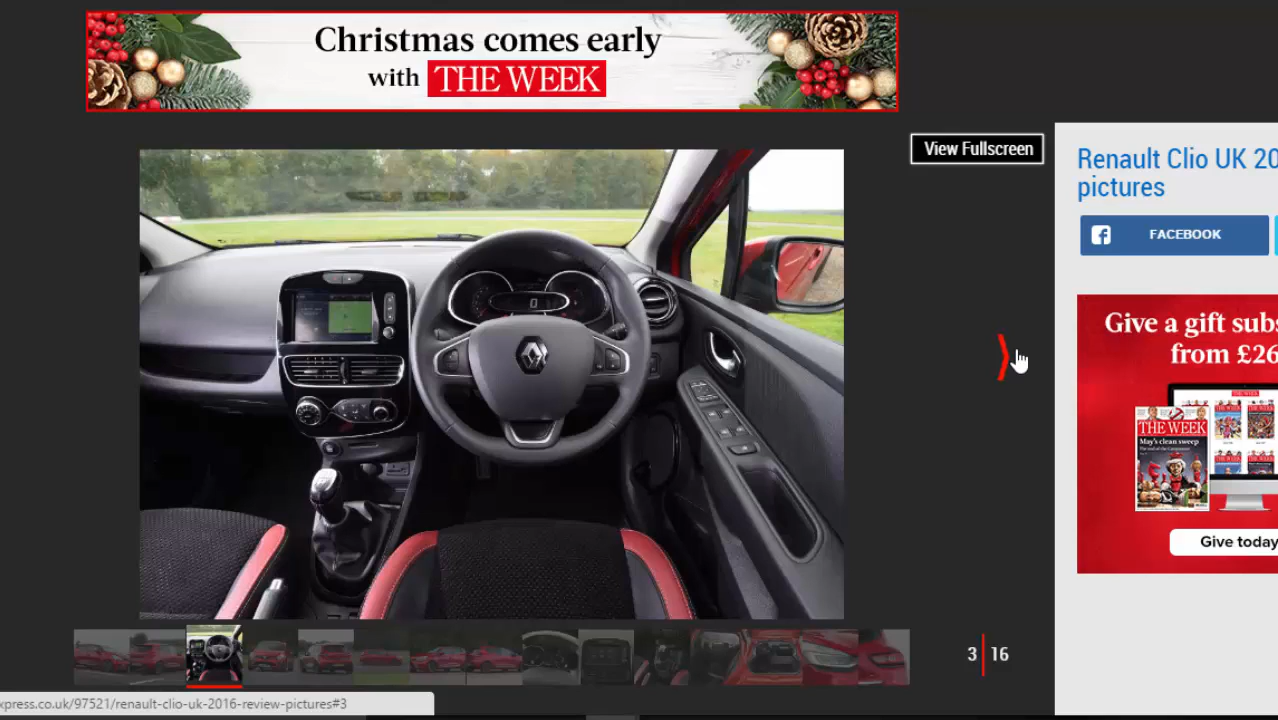 Christmas comes early
with THE WEEK
View Fullscreen
Renault Clio UK 20
pictures
FACEBOOK
Give a gift subs
from £26
THE WEEK
May's clean sweep
Give today
0
3 16
xpress.co.uk/97521/renault-clio-uk-2016-review-pictures#3